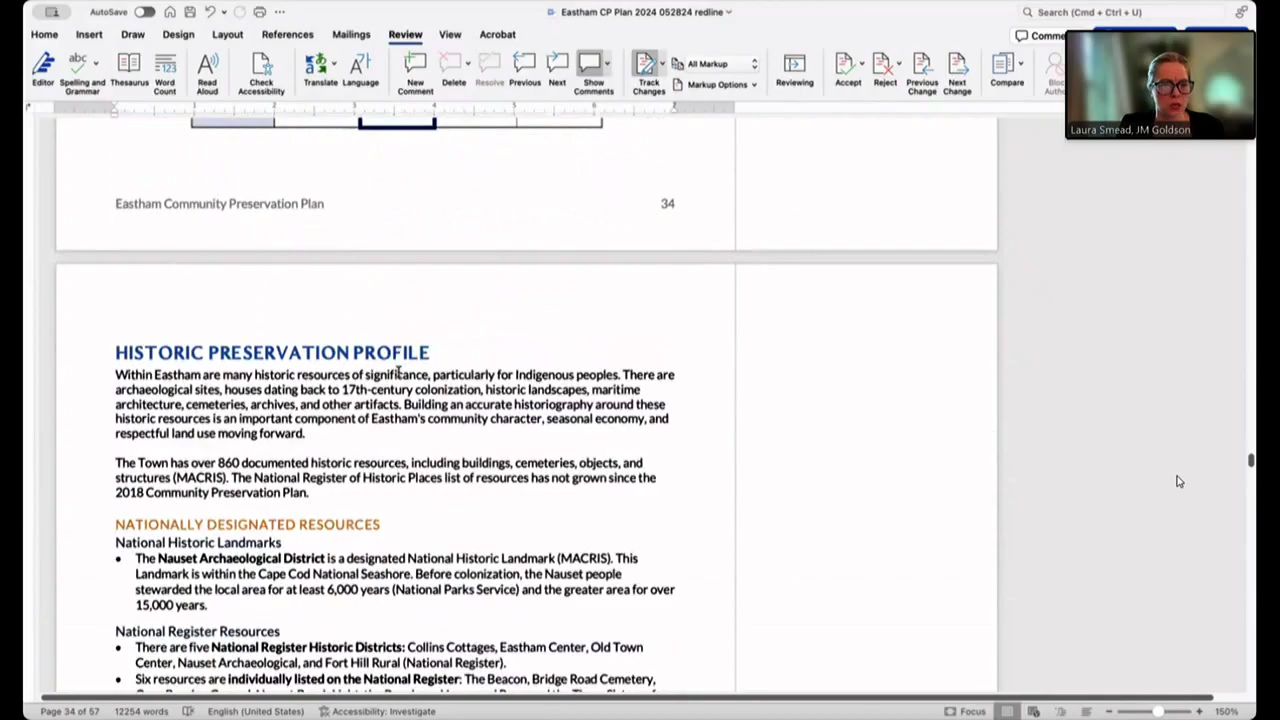 AutoSave
Eastham CP Plan 2024 052824 redline
Search (Cmd + Ctrl + U)
Home Insert Draw Design Layout References Mailings Review View Acrobat
Comme
Editor
Spelling and Grammar
Thesaurus
Word Count
Read Aloud
Check Accessibility
Translate
Language
New Comment
Delete
Resolve
Previous
Next
Show Comments
Track Changes
All Markup
Markup Options
Reviewing
Accept
Reject
Previous Change
Next Change
Compare
Laura Smead, JM Goldson
Eastham Community Preservation Plan 34
HISTORIC PRESERVATION PROFILE
Within Eastham are many historic resources of significance, particularly for Indigenous peoples. There are
archaeological sites, houses dating back to 17th-century colonization, historic landscapes, maritime
architecture, cemeteries, archives, and other artifacts. Building an accurate historiography around these
historic resources is an important component of Eastham's community character, seasonal economy, and
respectful land use moving forward.
The Town has over 860 documented historic resources, including buildings, cemeteries, objects, and
structures (MACRIS). The National Register of Historic Places list of resources has not grown since the
2018 Community Preservation Plan.
NATIONALLY DESIGNATED RESOURCES
National Historic Landmarks
• The Nauset Archaeological District is a designated National Historic Landmark (MACRIS). This
Landmark is within the Cape Cod National Seashore. Before colonization, the Nauset people
stewarded the local area for at least 6,000 years (National Parks Service) and the greater area for over
15,000 years.
National Register Resources
• There are five National Register Historic Districts: Collins Cottages, Eastham Center, Old Town
Center, Nauset Archaeological, and Fort Hill Rural (National Register).
• Six resources are individually listed on the National Register: The Beacon, Bridge Road Cemetery,
Page 34 of 57 12254 words English (United States) Accessibility: Investigate Focus 150%